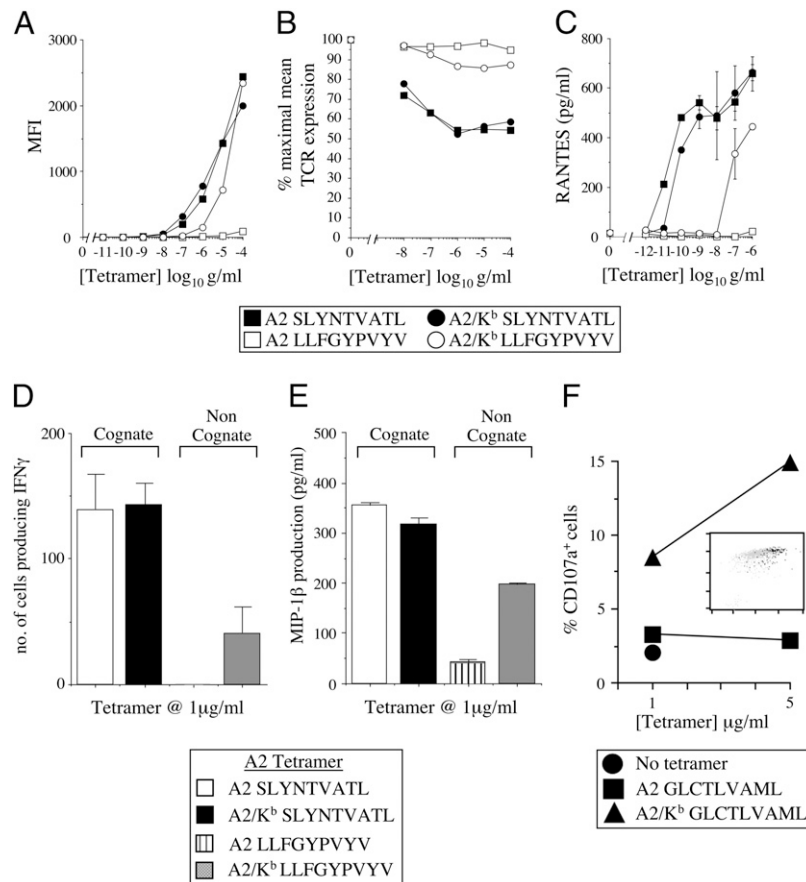 A
3000
2000
1000
0
MFI
0 -11 -10 -9 -8 -7 -6 -5 -4
[Tetramer] log10 g/ml
B
100
90
80
70
60
50
40
30
20
10
0
% maximal mean
TCR expression
0 -8 -7 -6 -5 -4
[Tetramer] log10 g/ml
C
800
600
400
200
0
RANTES (pg/ml)
0 -12 -11 -10 -9 -8 -7 -6
[Tetramer] log10 g/ml
A2 SLYNTVATL
A2/Kb SLYNTVATL
A2 LLFGYPVYV
A2/Kb LLFGYPVYV
D
Non
Cognate
Cognate
200
100
0
no. of cells producing IFNγ
Tetramer @ 1μg/ml
E
Non
Cognate
Cognate
500
400
300
200
100
0
MIP-1β production (pg/ml)
Tetramer @ 1μg/ml
F
15
10
5
0
% CD107a+ cells
1 5
[Tetramer] μg/ml
A2 Tetramer
A2 SLYNTVATL
A2/Kb SLYNTVATL
A2 LLFGYPVYV
A2/Kb LLFGYPVYV
No tetramer
A2 GLCTLVAML
A2/Kb GLCTLVAML